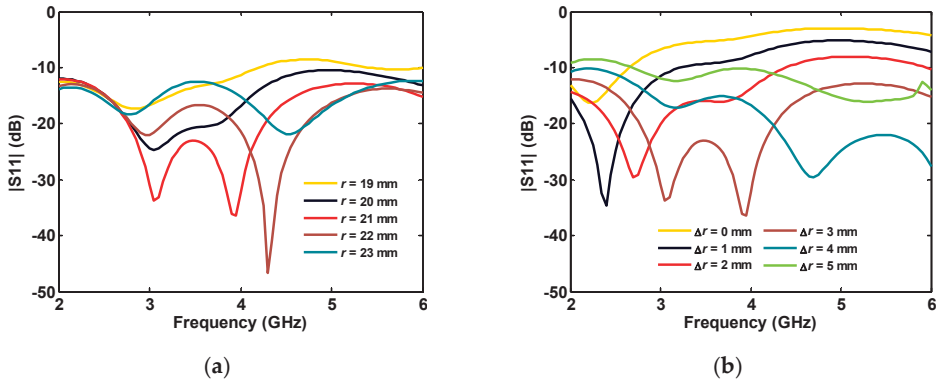 0
-10
-20
-30
-40
-50
|S11| (dB)
r = 19 mm
r = 20 mm
r = 21 mm
r = 22 mm
r = 23 mm
2 3 4 5 6
Frequency (GHz)
(a)
0
-10
-20
-30
-40
-50
|S11| (dB)
Δr = 0 mm Δr = 3 mm
Δr = 1 mm Δr = 4 mm
Δr = 2 mm Δr = 5 mm
2 3 4 5 6
Frequency (GHz)
(b)